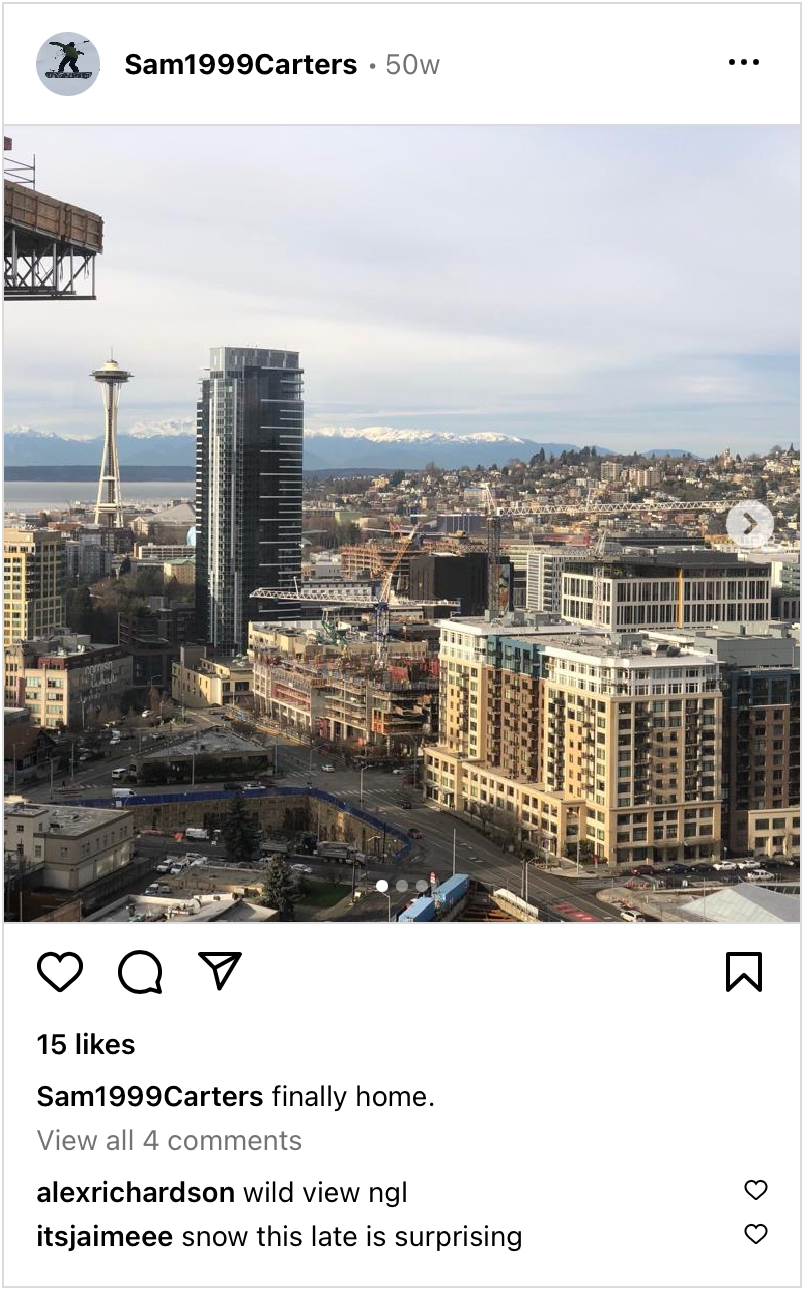 Sam1999Carters • 50w
15 likes
Sam1999Carters finally home.
View all 4 comments
alexrichardson wild view ngl
itsjaimeee snow this late is surprising